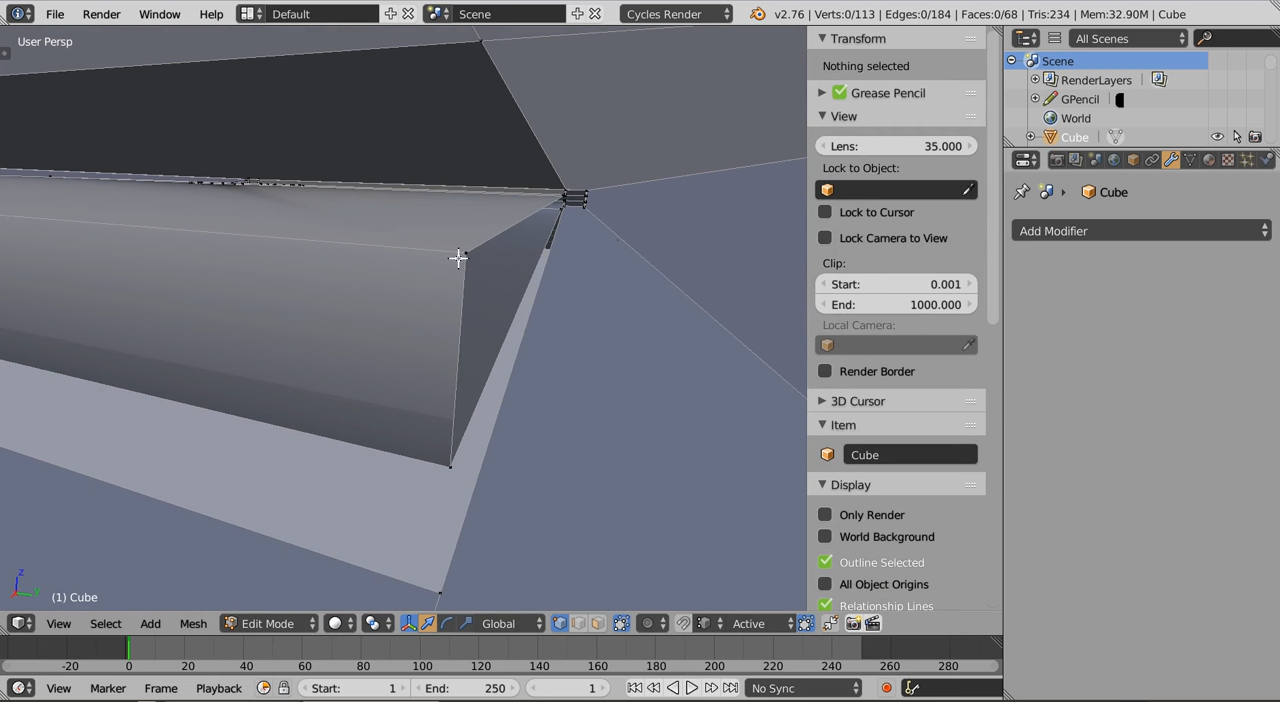 File Render Window Help Default Scene Cycles Render v2.76 | Verts:0/113 | Edges:0/184 | Faces:0/68 | Tris:234 | Mem:32.90M | Cube
User Persp
Transform
Nothing selected
Grease Pencil
View
Lens: 35.000
Lock to Object:
Lock to Cursor
Lock Camera to View
Clip:
Start: 0.001
End: 1000.000
Local Camera:
Render Border
3D Cursor
Item
Cube
Display
Only Render
World Background
Outline Selected
All Object Origins
Relationship Lines
All Scenes
Scene
RenderLayers
GPencil
World
Cube
Cube
Add Modifier
z
y
(1) Cube
View Select Add Mesh Edit Mode Global Active
-20 0 20 40 60 80 100 120 140 160 180 200 220 240 260 280
View Marker Frame Playback Start: 1 End: 250 1 No Sync